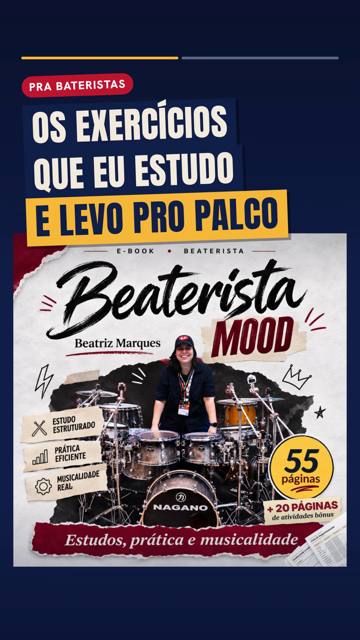 PRA BATERISTAS
OS EXERCÍCIOS
QUE EU ESTUDO
E LEVO PRO PALCO
E-BOOK • BEATERISTA
Beaterista
MOOD
Beatriz Marques
ESTUDO
ESTRUTURADO
PRÁTICA
EFICIENTE
MUSICALIDADE
REAL
NAGANO
55
páginas
+ 20 PÁGINAS
de atividades bônus
Estudos, prática e musicalidade